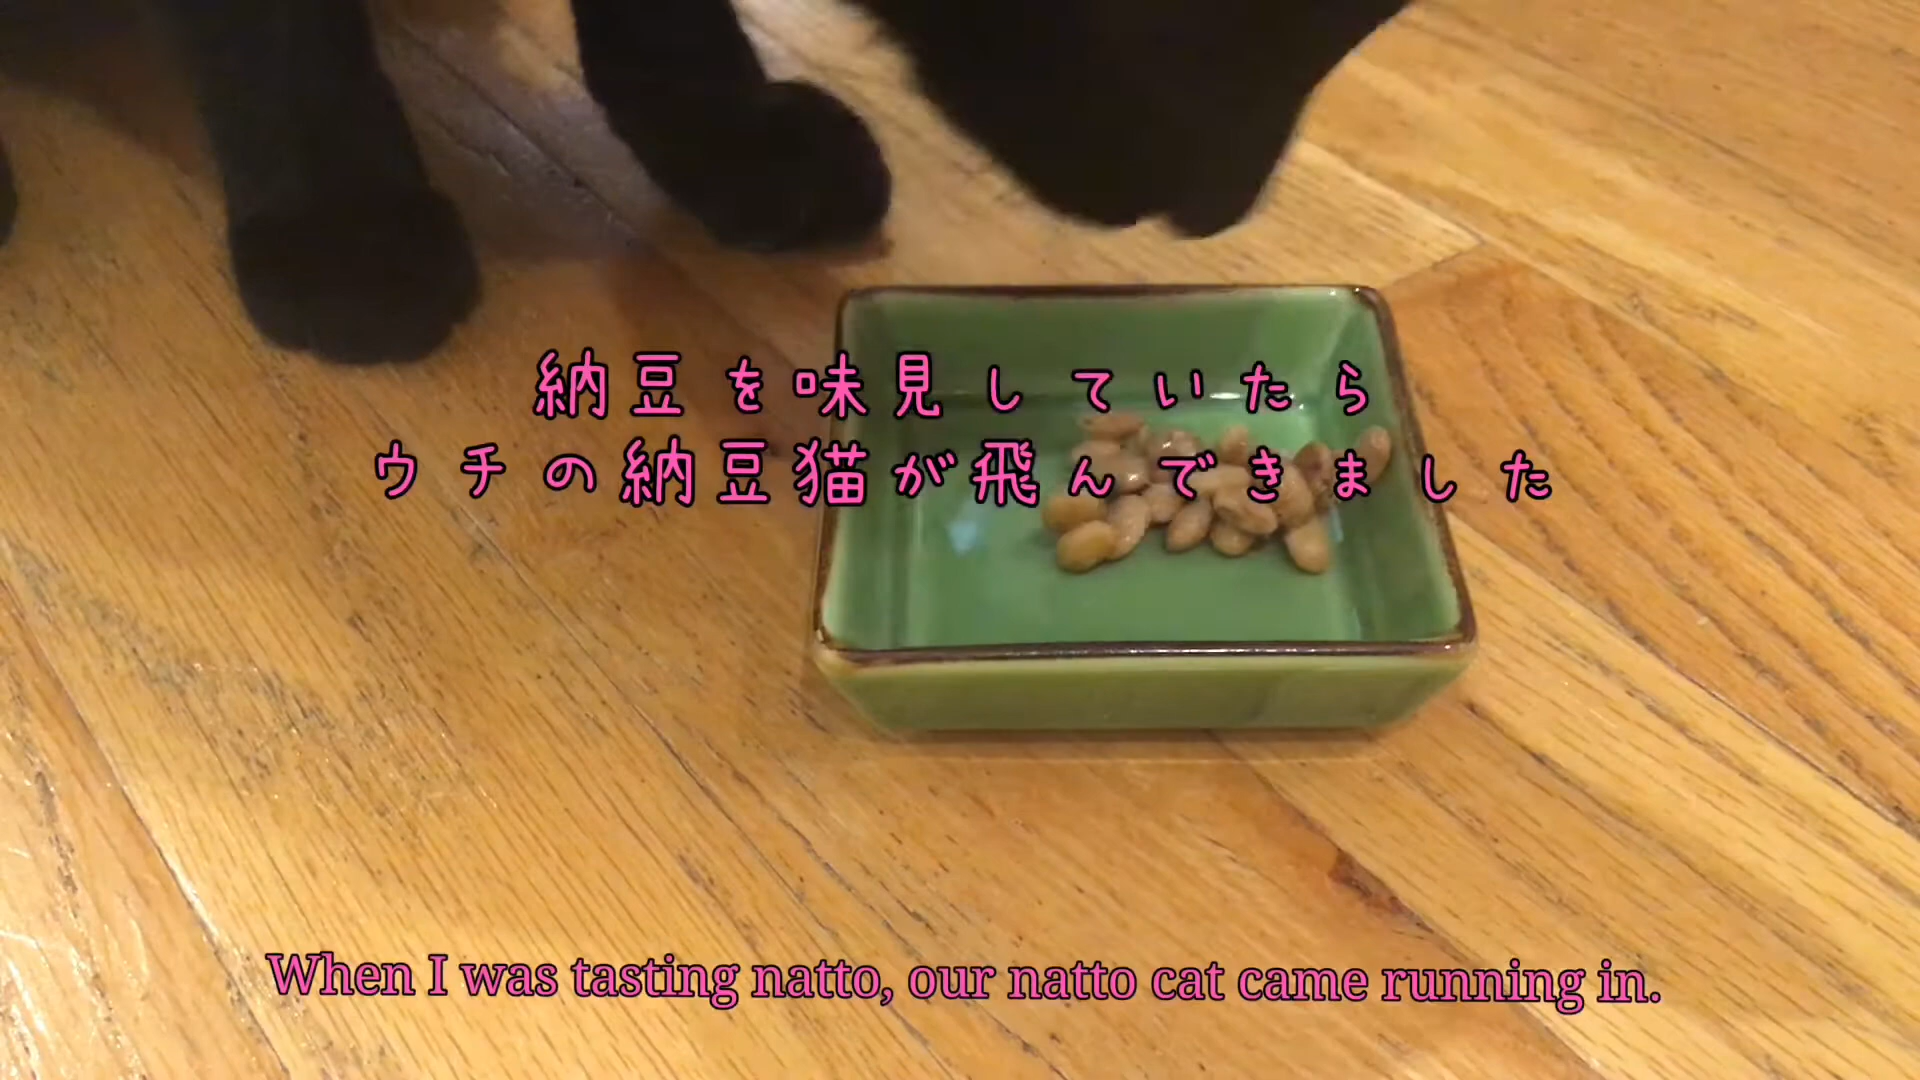 納豆を味見していたら
ウチの納豆猫が飛んできました
When I was tasting natto, our natto cat came running in.